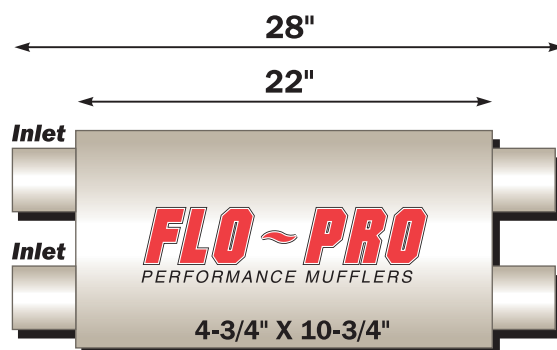 28"
22"
Inlet
FLO~PRO
Inlet
PERFORMANCE MUFFLERS
4-3/4" X 10-3/4"